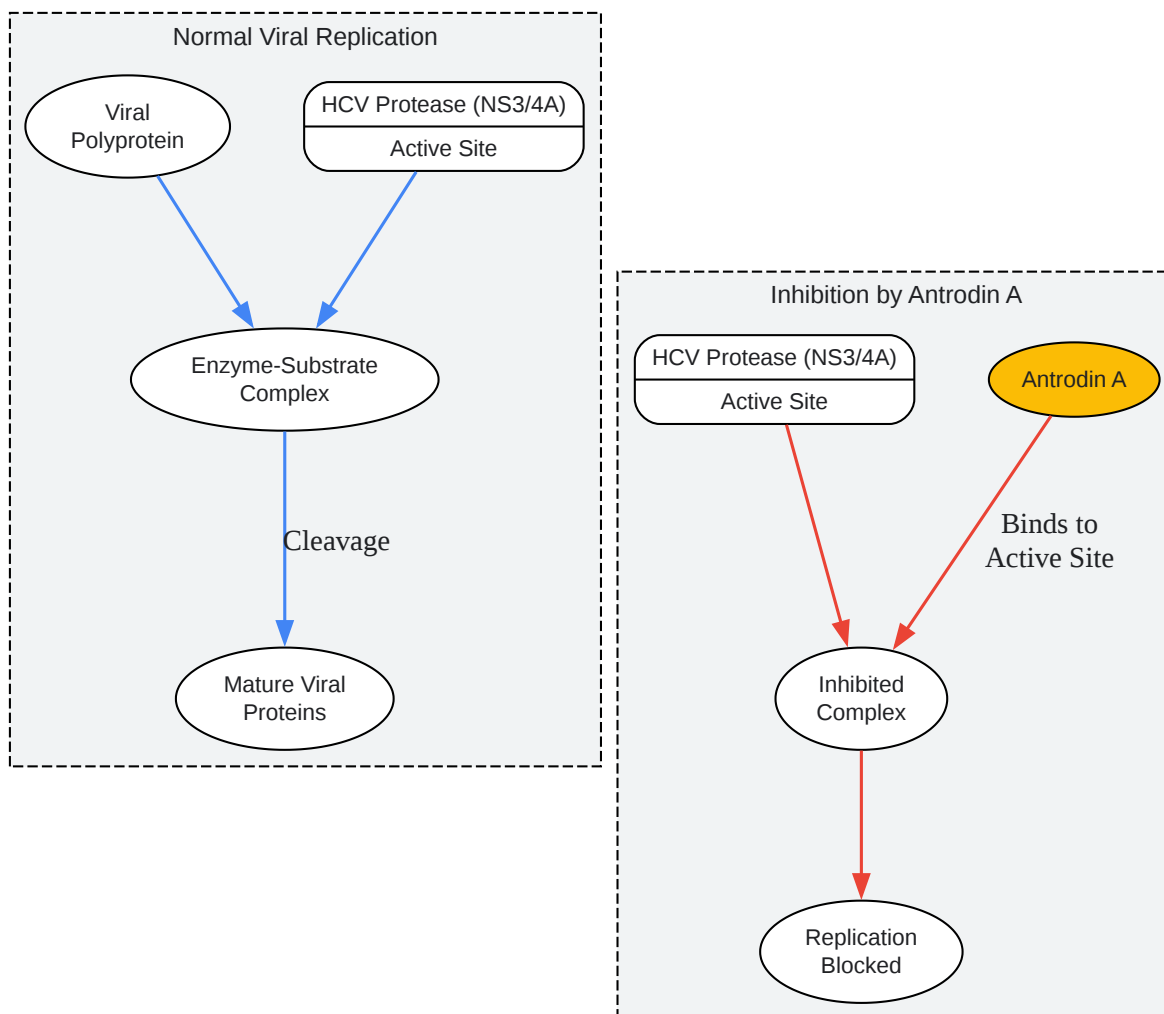 Normal Viral Replication
Viral
Polyprotein
HCV Protease (NS3/4A)
Active Site
Enzyme-Substrate
Complex
Cleavage
Mature Viral
Proteins
Inhibition by Antrodin A
HCV Protease (NS3/4A)
Active Site
Antrodin A
Binds to
Active Site
Inhibited
Complex
Replication
Blocked